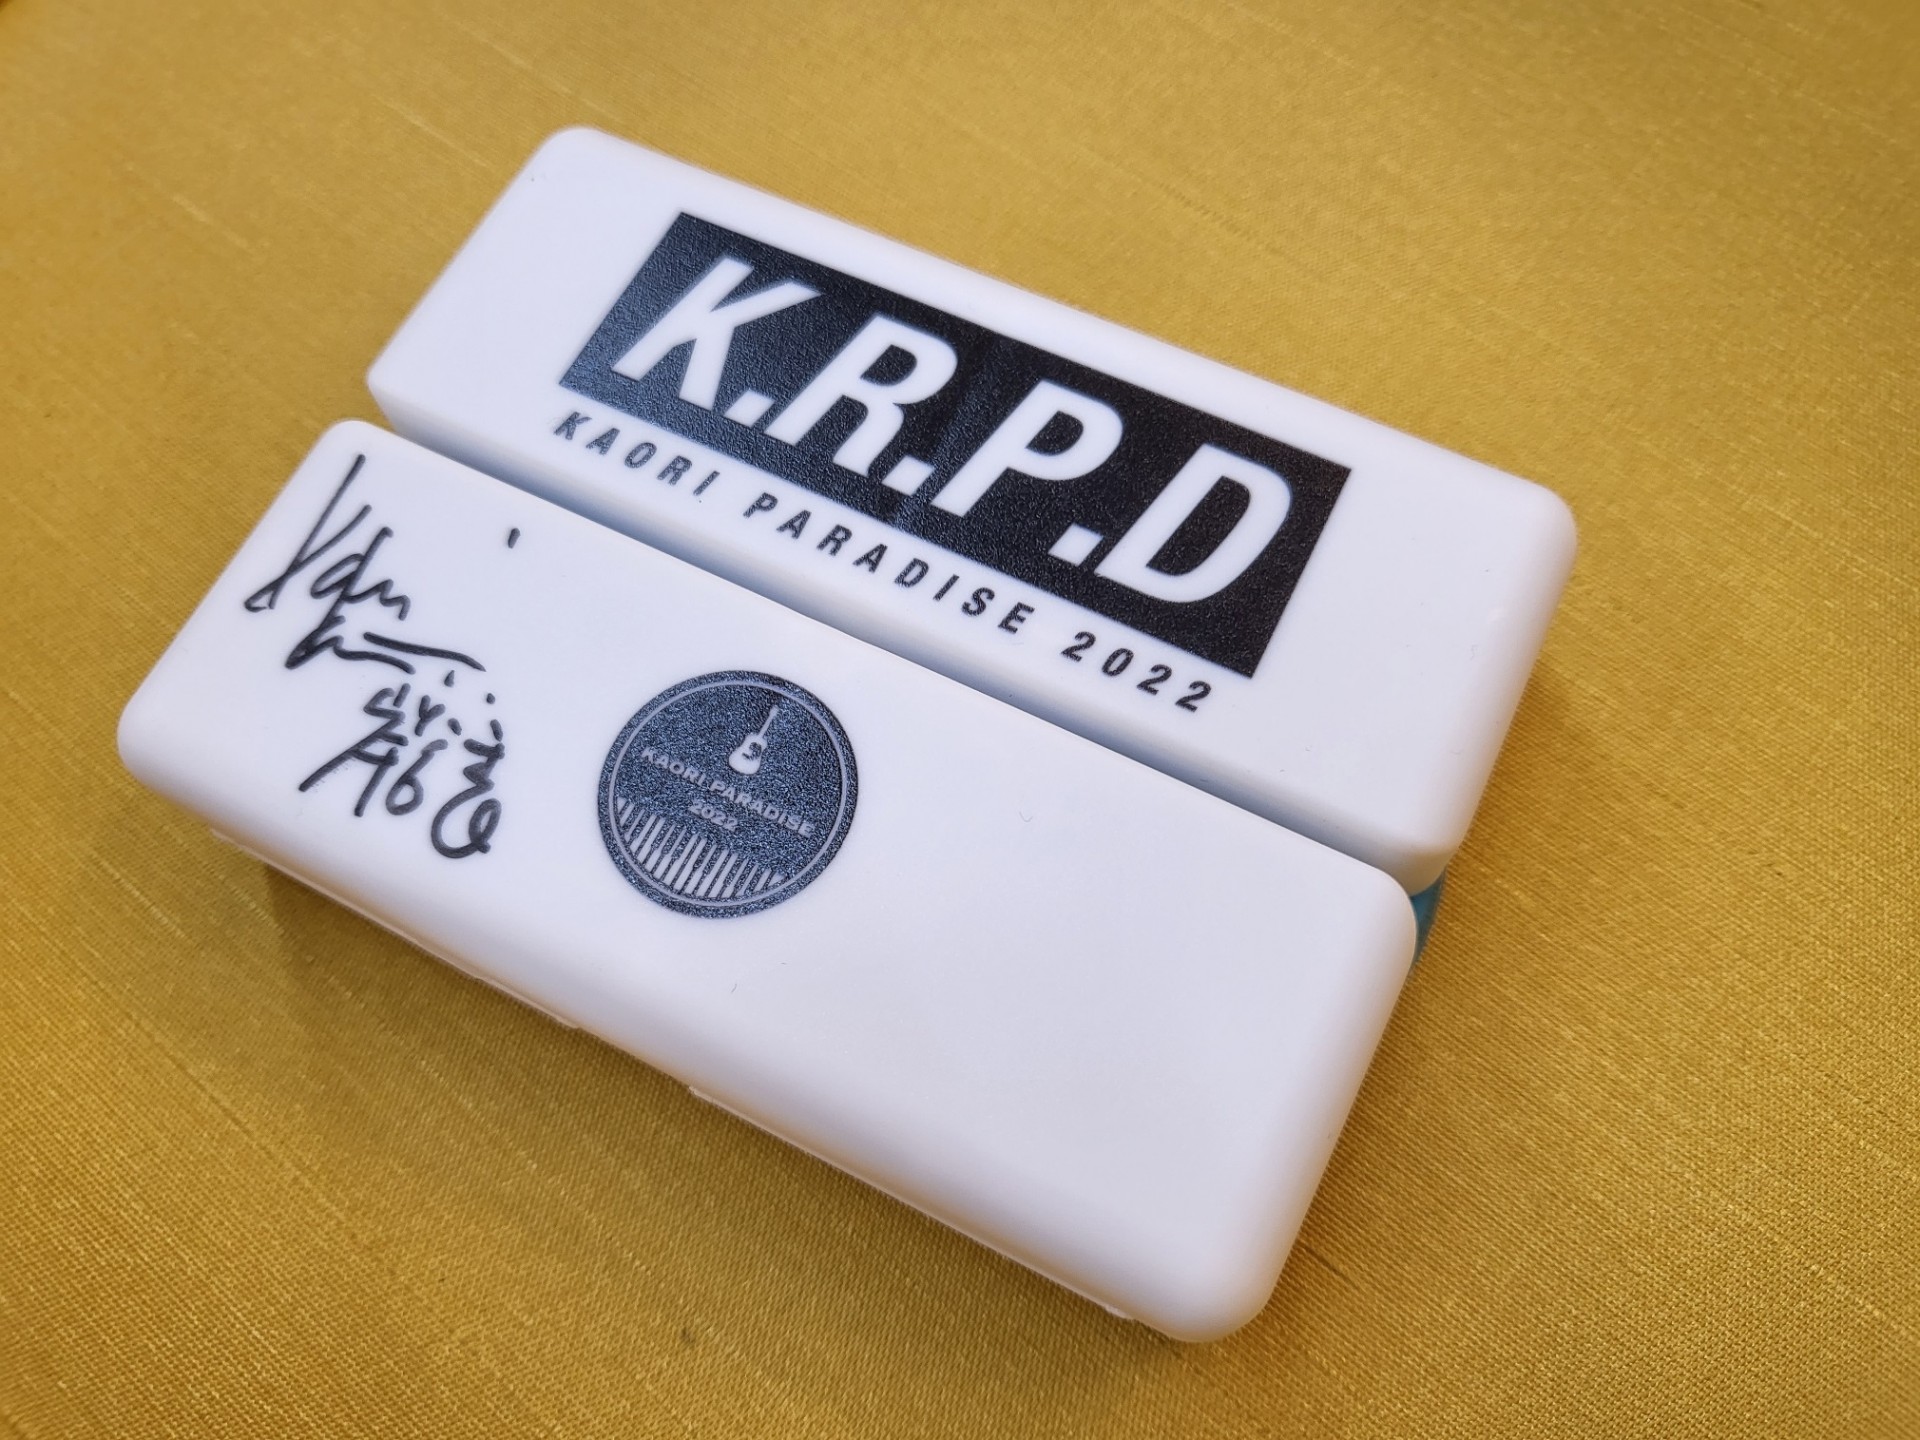 K.R.P.D
KAORI PARADISE 2022
KAORI PARADISE
2022